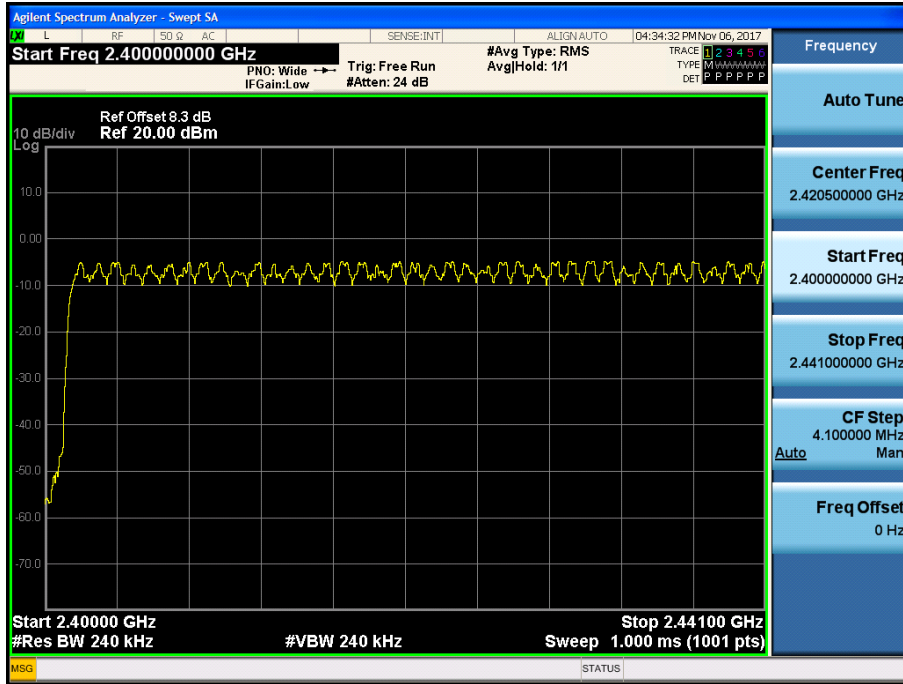 Agilent Spectrum Analyzer - Swept SA
LXI L RF 50 Ω AC SENSE:INT ALIGN AUTO 04:34:32 PM Nov 06, 2017
Start Freq 2.400000000 GHz
PNO: Wide
IFGain:Low
Trig: Free Run
#Atten: 24 dB
#Avg Type: RMS
Avg|Hold: 1/1
TRACE 1 2 3 4 5 6
TYPE M W W W W W
DET P P P P P P
Frequency
Auto Tune
Center Freq
2.420500000 GHz
Start Freq
2.400000000 GHz
Stop Freq
2.441000000 GHz
CF Step
4.100000 MHz
Auto Man
Freq Offset
0 Hz
Ref Offset 8.3 dB
10 dB/div Ref 20.00 dBm
Log
10.0
0.00
-10.0
-20.0
-30.0
-40.0
-50.0
-60.0
-70.0
Start 2.40000 GHz Stop 2.44100 GHz
#Res BW 240 kHz #VBW 240 kHz Sweep 1.000 ms (1001 pts)
MSG STATUS